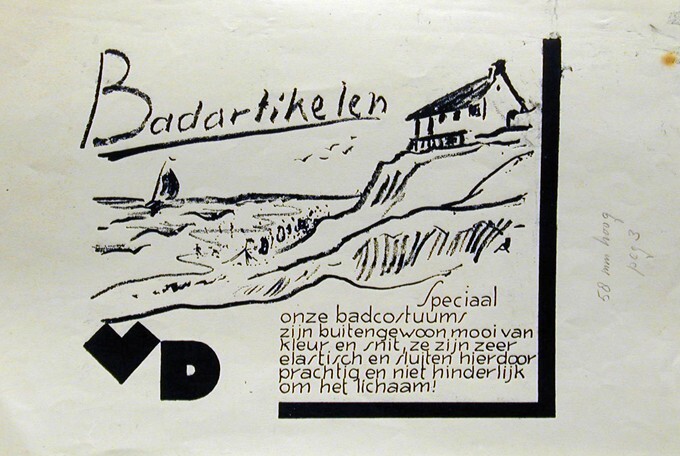 Badartikelen
Speciaal
onze badcostuums
zijn buitengewoon mooi van
kleur en snit, ze zijn zeer
elastisch en sluiten hierdoor
prachtig en niet hinderlijk
om het lichaam!
VD
58 mm hoog
pag 3